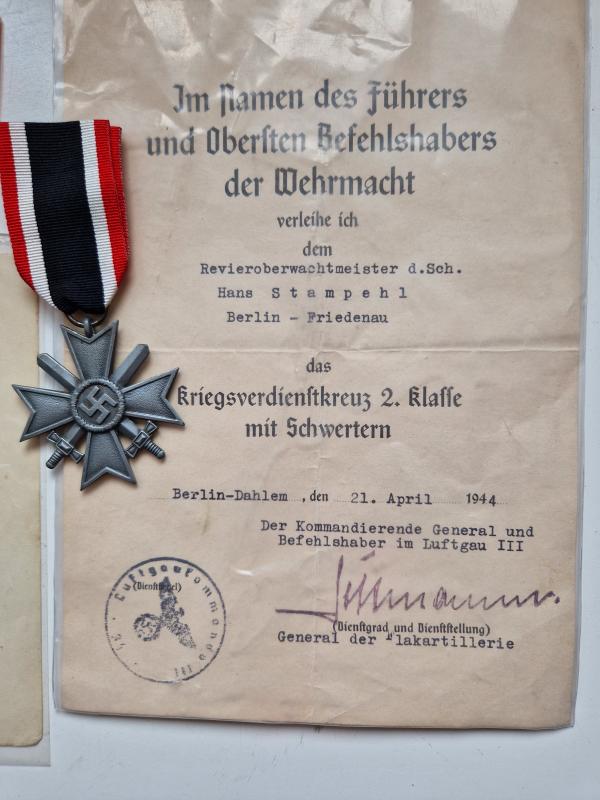 Im Namen des Führers
und Obersten Befehlshabers
der Wehrmacht
verleihe ich
dem
Revieroberwachtmeister d.Sch.
Hans Stampehl
Berlin - Friedenau
das
Kriegsverdienstkreuz 2. Klasse
mit Schwertern
Berlin-Dahlem, den 21. April 1944
Der Kommandierende General und
Befehlshaber im Luftgau III
(Dienstsiegel)
Luftgaukommando III
(Dienstgrad und Dienststellung)
General der Flakartillerie